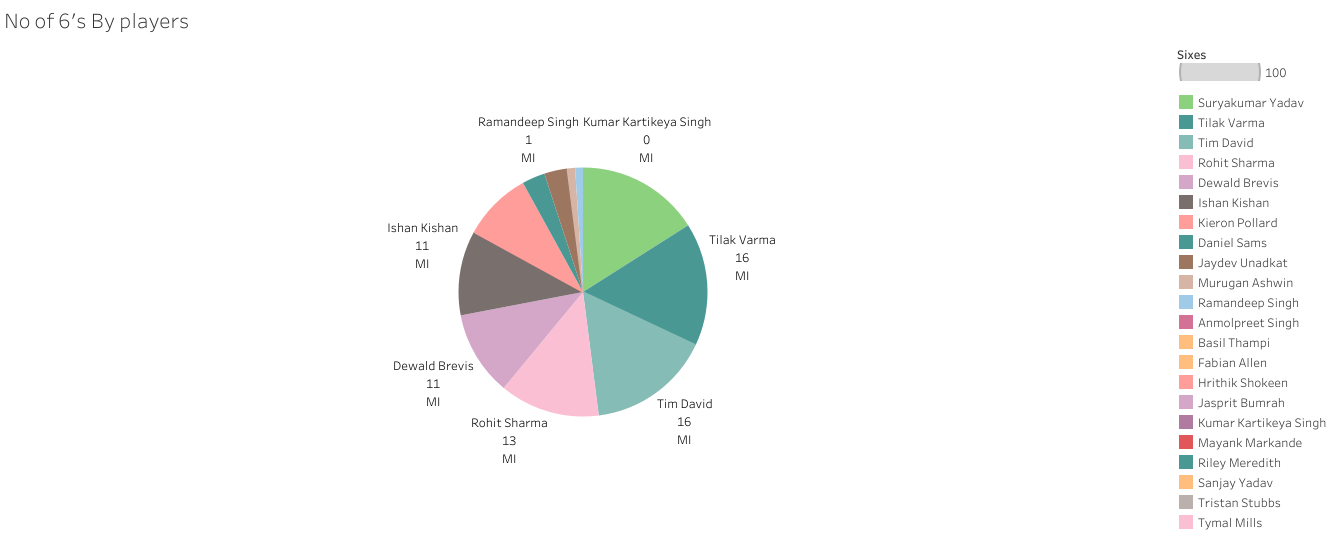 No of 6's By players
Ramandeep Singh
1
MI
Kumar Kartikeya Singh
0
MI
Tilak Varma
16
MI
Tim David
16
MI
Rohit Sharma
13
MI
Dewald Brevis
11
MI
Ishan Kishan
11
MI
Sixes
100
Suryakumar Yadav
Tilak Varma
Tim David
Rohit Sharma
Dewald Brevis
Ishan Kishan
Kieron Pollard
Daniel Sams
Jaydev Unadkat
Murugan Ashwin
Ramandeep Singh
Anmolpreet Singh
Basil Thampi
Fabian Allen
Hrithik Shokeen
Jasprit Bumrah
Kumar Kartikeya Singh
Mayank Markande
Riley Meredith
Sanjay Yadav
Tristan Stubbs
Tymal Mills